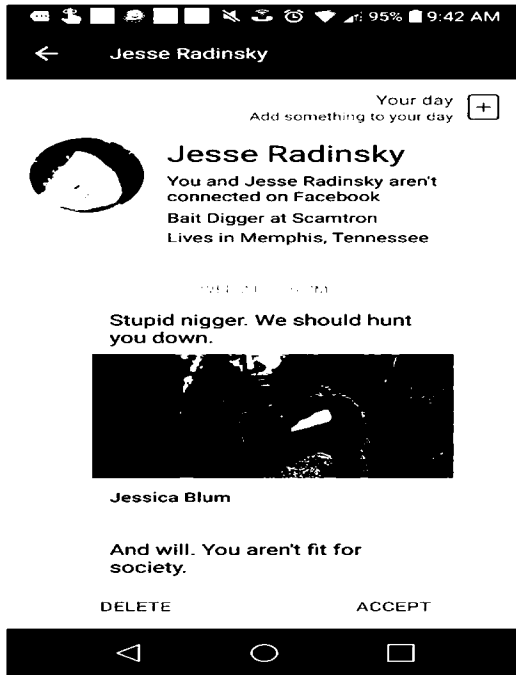 95% 9:42 AM
Jesse Radinsky
Your day
Add something to your day
Jesse Radinsky
You and Jesse Radinsky aren't
connected on Facebook
Bait Digger at Scamtron
Lives in Memphis, Tennessee
Stupid nigger. We should hunt
you down.
Jessica Blum
And will. You aren't fit for
society.
DELETE
ACCEPT